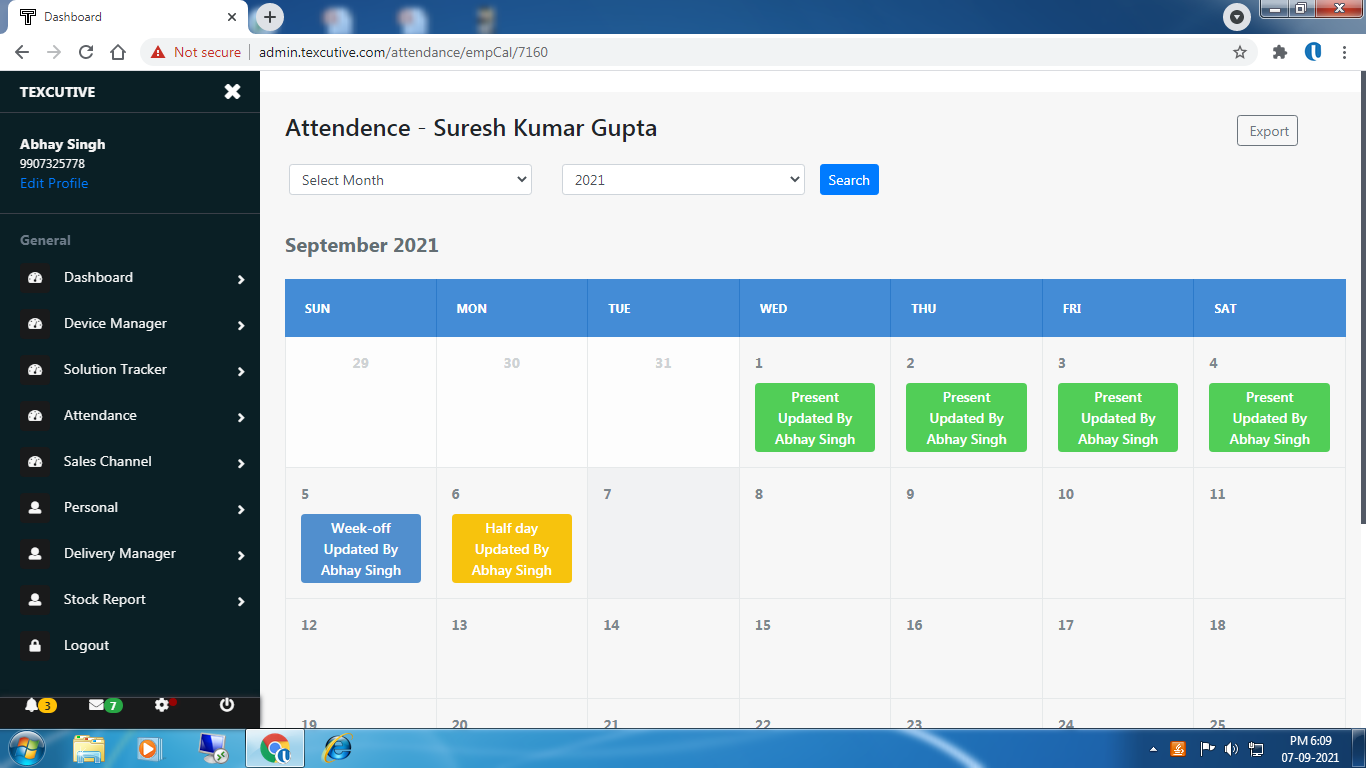 Dashboard
Not secure
admin.texcutive.com/attendance/empCal/7160
TEXCUTIVE
Abhay Singh
9907325778
Edit Profile
General
Dashboard
Device Manager
Solution Tracker
Attendance
Sales Channel
Personal
Delivery Manager
Stock Report
Logout
3
7
Attendence - Suresh Kumar Gupta
Export
Select Month
2021
Search
September 2021
SUN MON TUE WED THU FRI SAT
29 30 31 1 2 3 4
Present Present Present Present
Updated By Updated By Updated By Updated By
Abhay Singh Abhay Singh Abhay Singh Abhay Singh
5 6 7 8 9 10 11
Week-off Half day
Updated By Updated By
Abhay Singh Abhay Singh
12 13 14 15 16 17 18
19 20 21 22 23 24 25
PM 6:09
07-09-2021